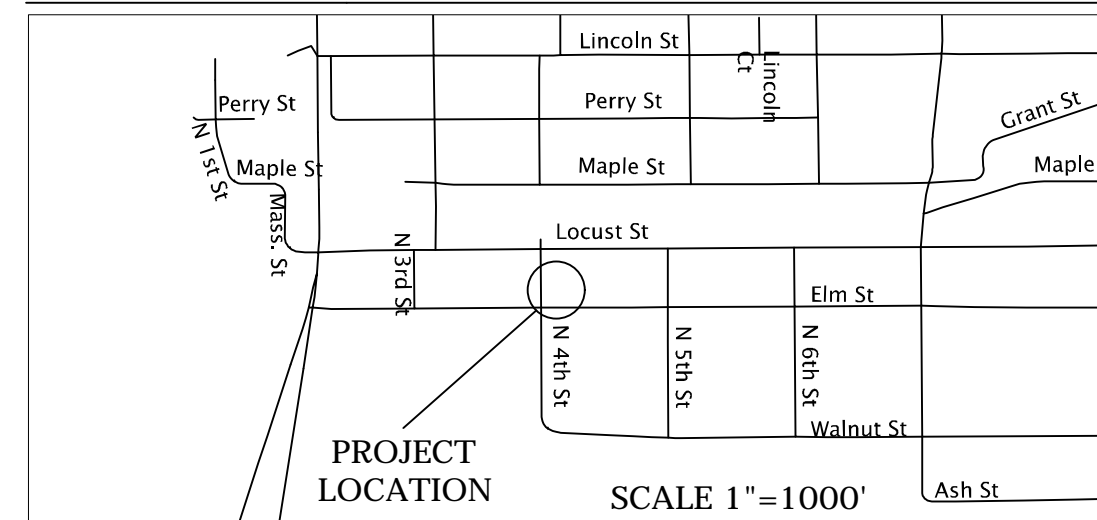 Lincoln St
Lincoln
Ct
Perry St
Perry St
Grant St
N 1st St
Maple St
Maple St
Maple
Mass. St
Locust St
N 3rd St
Elm St
N 4th St
N 5th St
N 6th St
Walnut St
PROJECT
LOCATION
SCALE 1"=1000'
Ash St